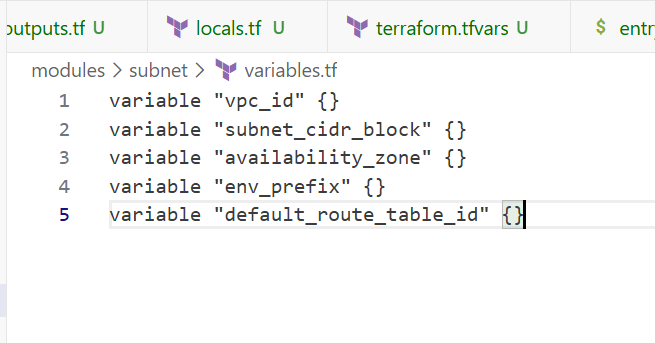 outputs.tf U locals.tf U terraform.tfvars U $ entry
modules > subnet > variables.tf
1 variable "vpc_id" {}
2 variable "subnet_cidr_block" {}
3 variable "availability_zone" {}
4 variable "env_prefix" {}
5 variable "default_route_table_id" {}